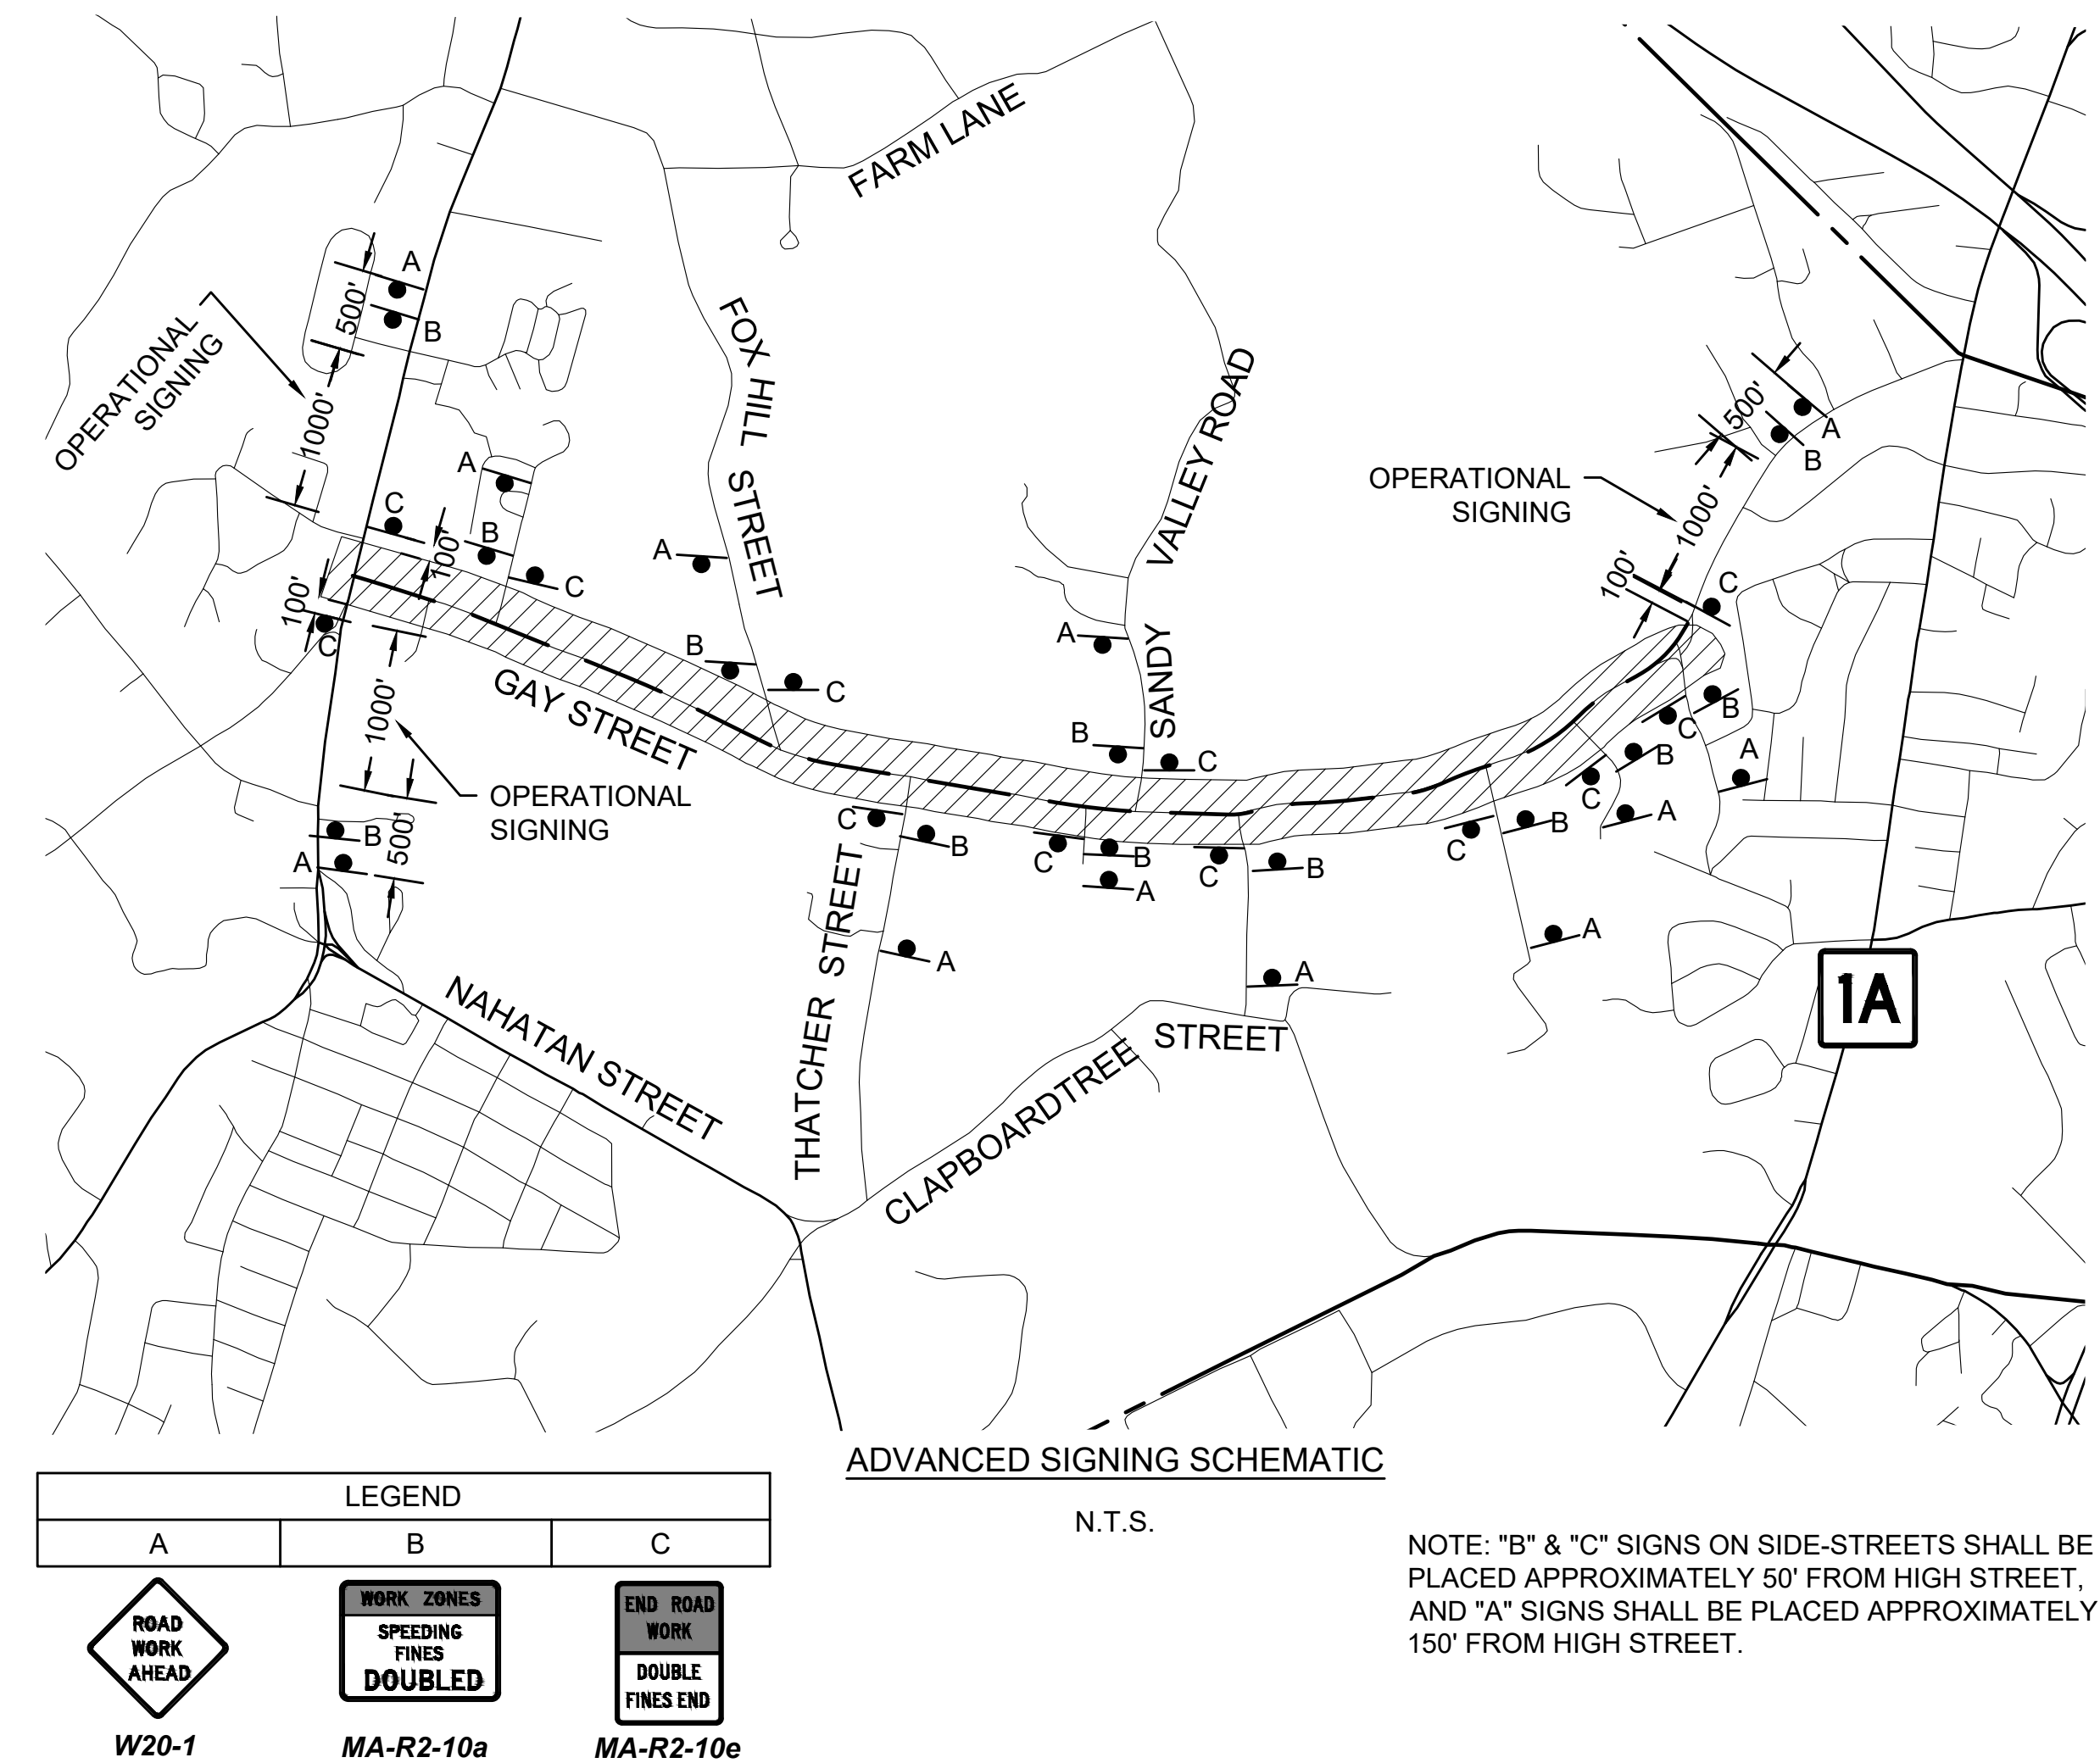 FARM LANE
A
500'
B
OPERATIONAL
SIGNING
1000'
FOX HILL STREET
VALLEY ROAD
500'
A
B
A
OPERATIONAL
SIGNING
1000'
C
B
100'
C
A
100'
C
100'
C
A
SANDY
B
C
B
C
GAY STREET
1000'
B
C
B
C
A
B
C
OPERATIONAL
SIGNING
500'
B
A
C
B
C
B
A
C
B
C
B
A
A
A
A
1A
NAHATAN STREET
THATCHER STREET
CLAPBOARDTREE STREET
ADVANCED SIGNING SCHEMATIC
N.T.S.
LEGEND
A B C
ROAD
WORK
AHEAD
W20-1
WORK ZONES
SPEEDING
FINES
DOUBLED
MA-R2-10a
END ROAD
WORK
DOUBLE
FINES END
MA-R2-10e
NOTE: "B" & "C" SIGNS ON SIDE-STREETS SHALL BE
PLACED APPROXIMATELY 50' FROM HIGH STREET,
AND "A" SIGNS SHALL BE PLACED APPROXIMATELY
150' FROM HIGH STREET.